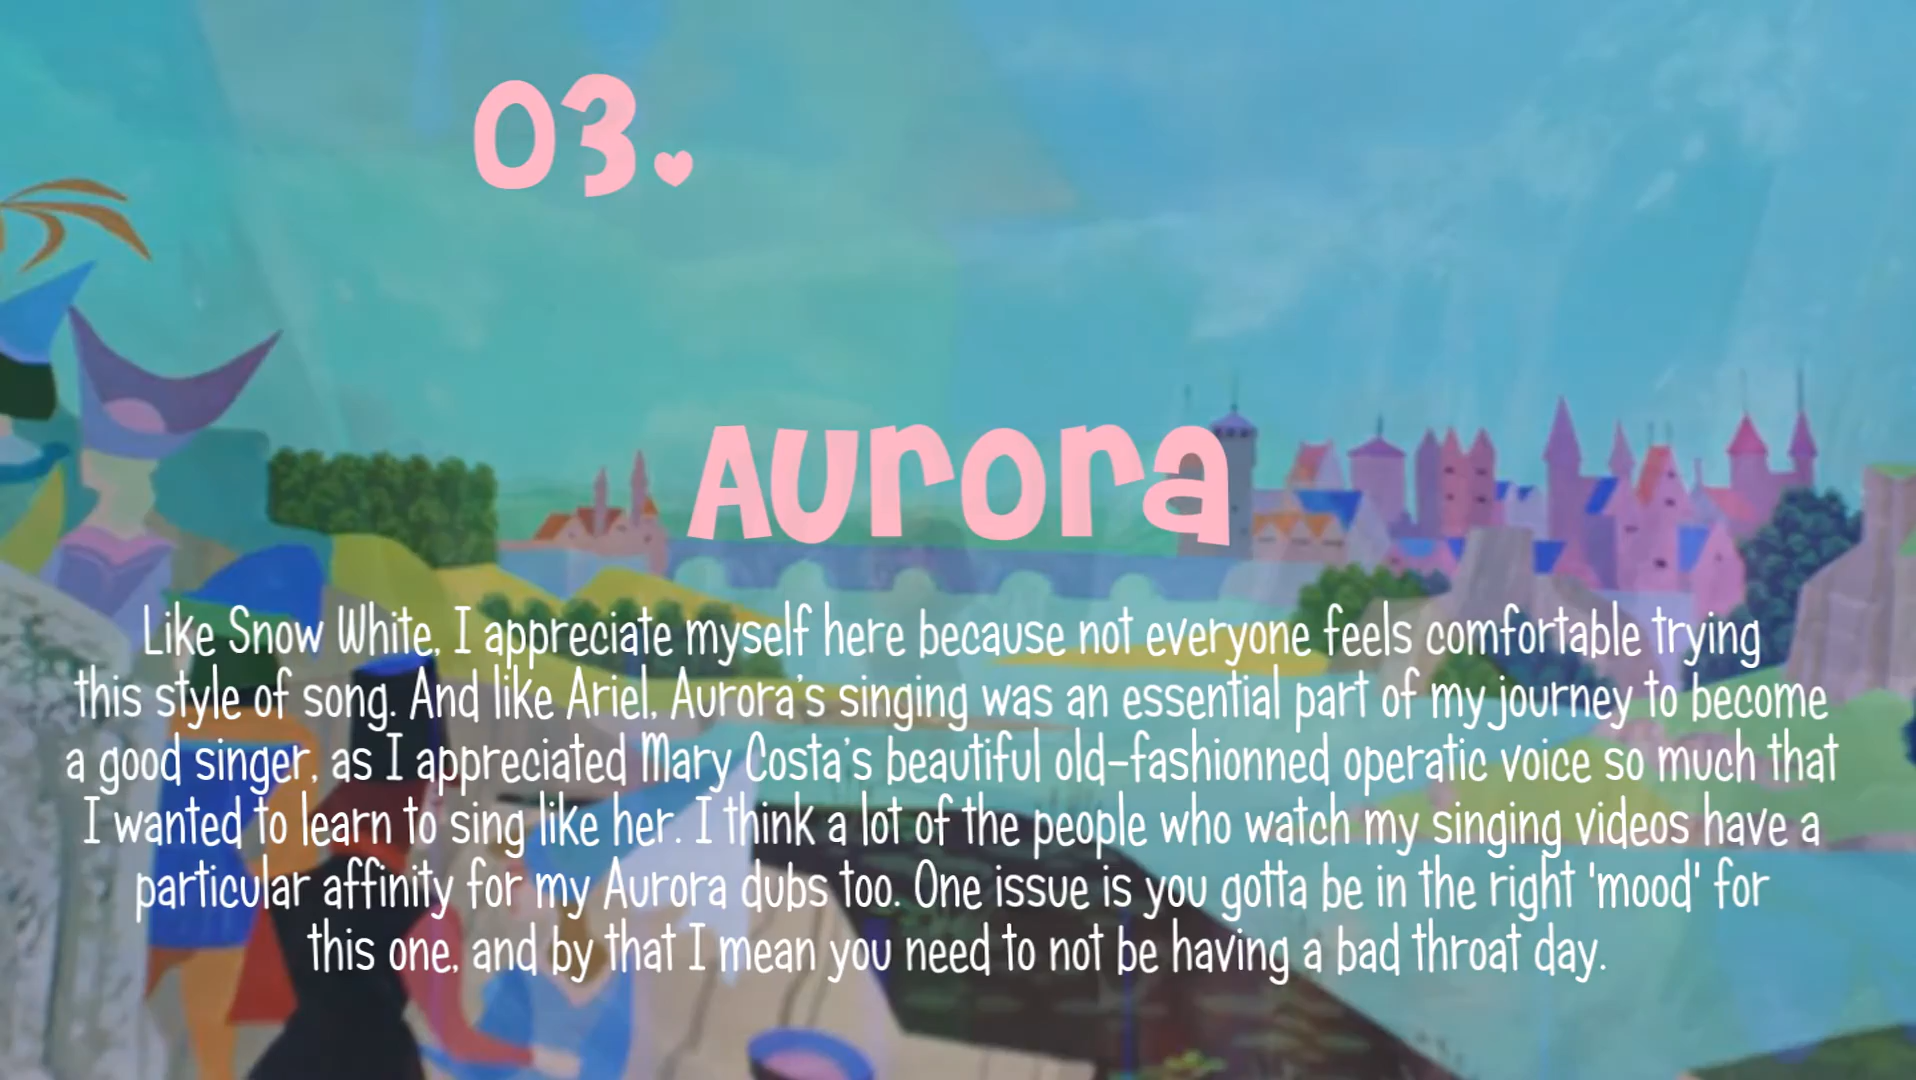 03.
Aurora
Like Snow White, I appreciate myself here because not everyone feels comfortable trying
this style of song. And like Ariel, Aurora's singing was an essential part of my journey to become
a good singer, as I appreciated Mary Costa's beautiful old-fashionned operatic voice so much that
I wanted to learn to sing like her. I think a lot of the people who watch my singing videos have a
particular affinity for my Aurora dubs too. One issue is you gotta be in the right 'mood' for
this one, and by that I mean you need to not be having a bad throat day.